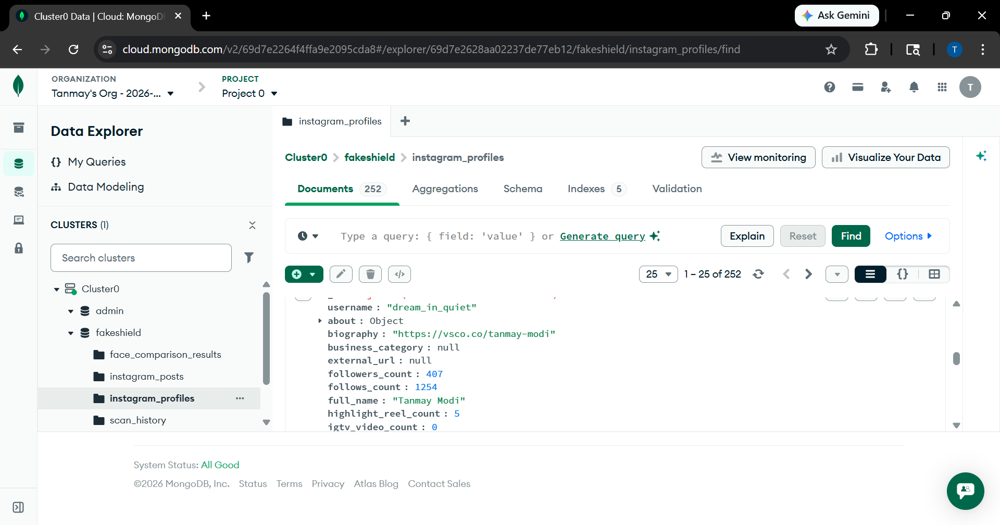 Cluster0 Data | Cloud: MongoD
Ask Gemini
cloud.mongodb.com/v2/69d7e2264f4ffa9e2095cda8#/explorer/69d7e2628aa02237de77eb12/fakeshield/instagram_profiles/find
T
ORGANIZATION
Tanmay's Org - 2026-...
PROJECT
Project 0
T
Data Explorer
My Queries
Data Modeling
CLUSTERS (1)
Search clusters
Cluster0
admin
fakeshield
face_comparison_results
instagram_posts
instagram_profiles
scan_history
instagram_profiles
Cluster0 > fakeshield > instagram_profiles
View monitoring
Visualize Your Data
Documents 252 Aggregations Schema Indexes 5 Validation
Type a query: { field: 'value' } or Generate query
Explain Reset Find Options
25 1 – 25 of 252
username : "dream_in_quiet"
about : Object
biography : "https://vsco.co/tanmay-modi"
business_category : null
external_url : null
followers_count : 407
follows_count : 1254
full_name : "Tanmay Modi"
highlight_reel_count : 5
igtv_video_count : 0
System Status: All Good
©2026 MongoDB, Inc. Status Terms Privacy Atlas Blog Contact Sales